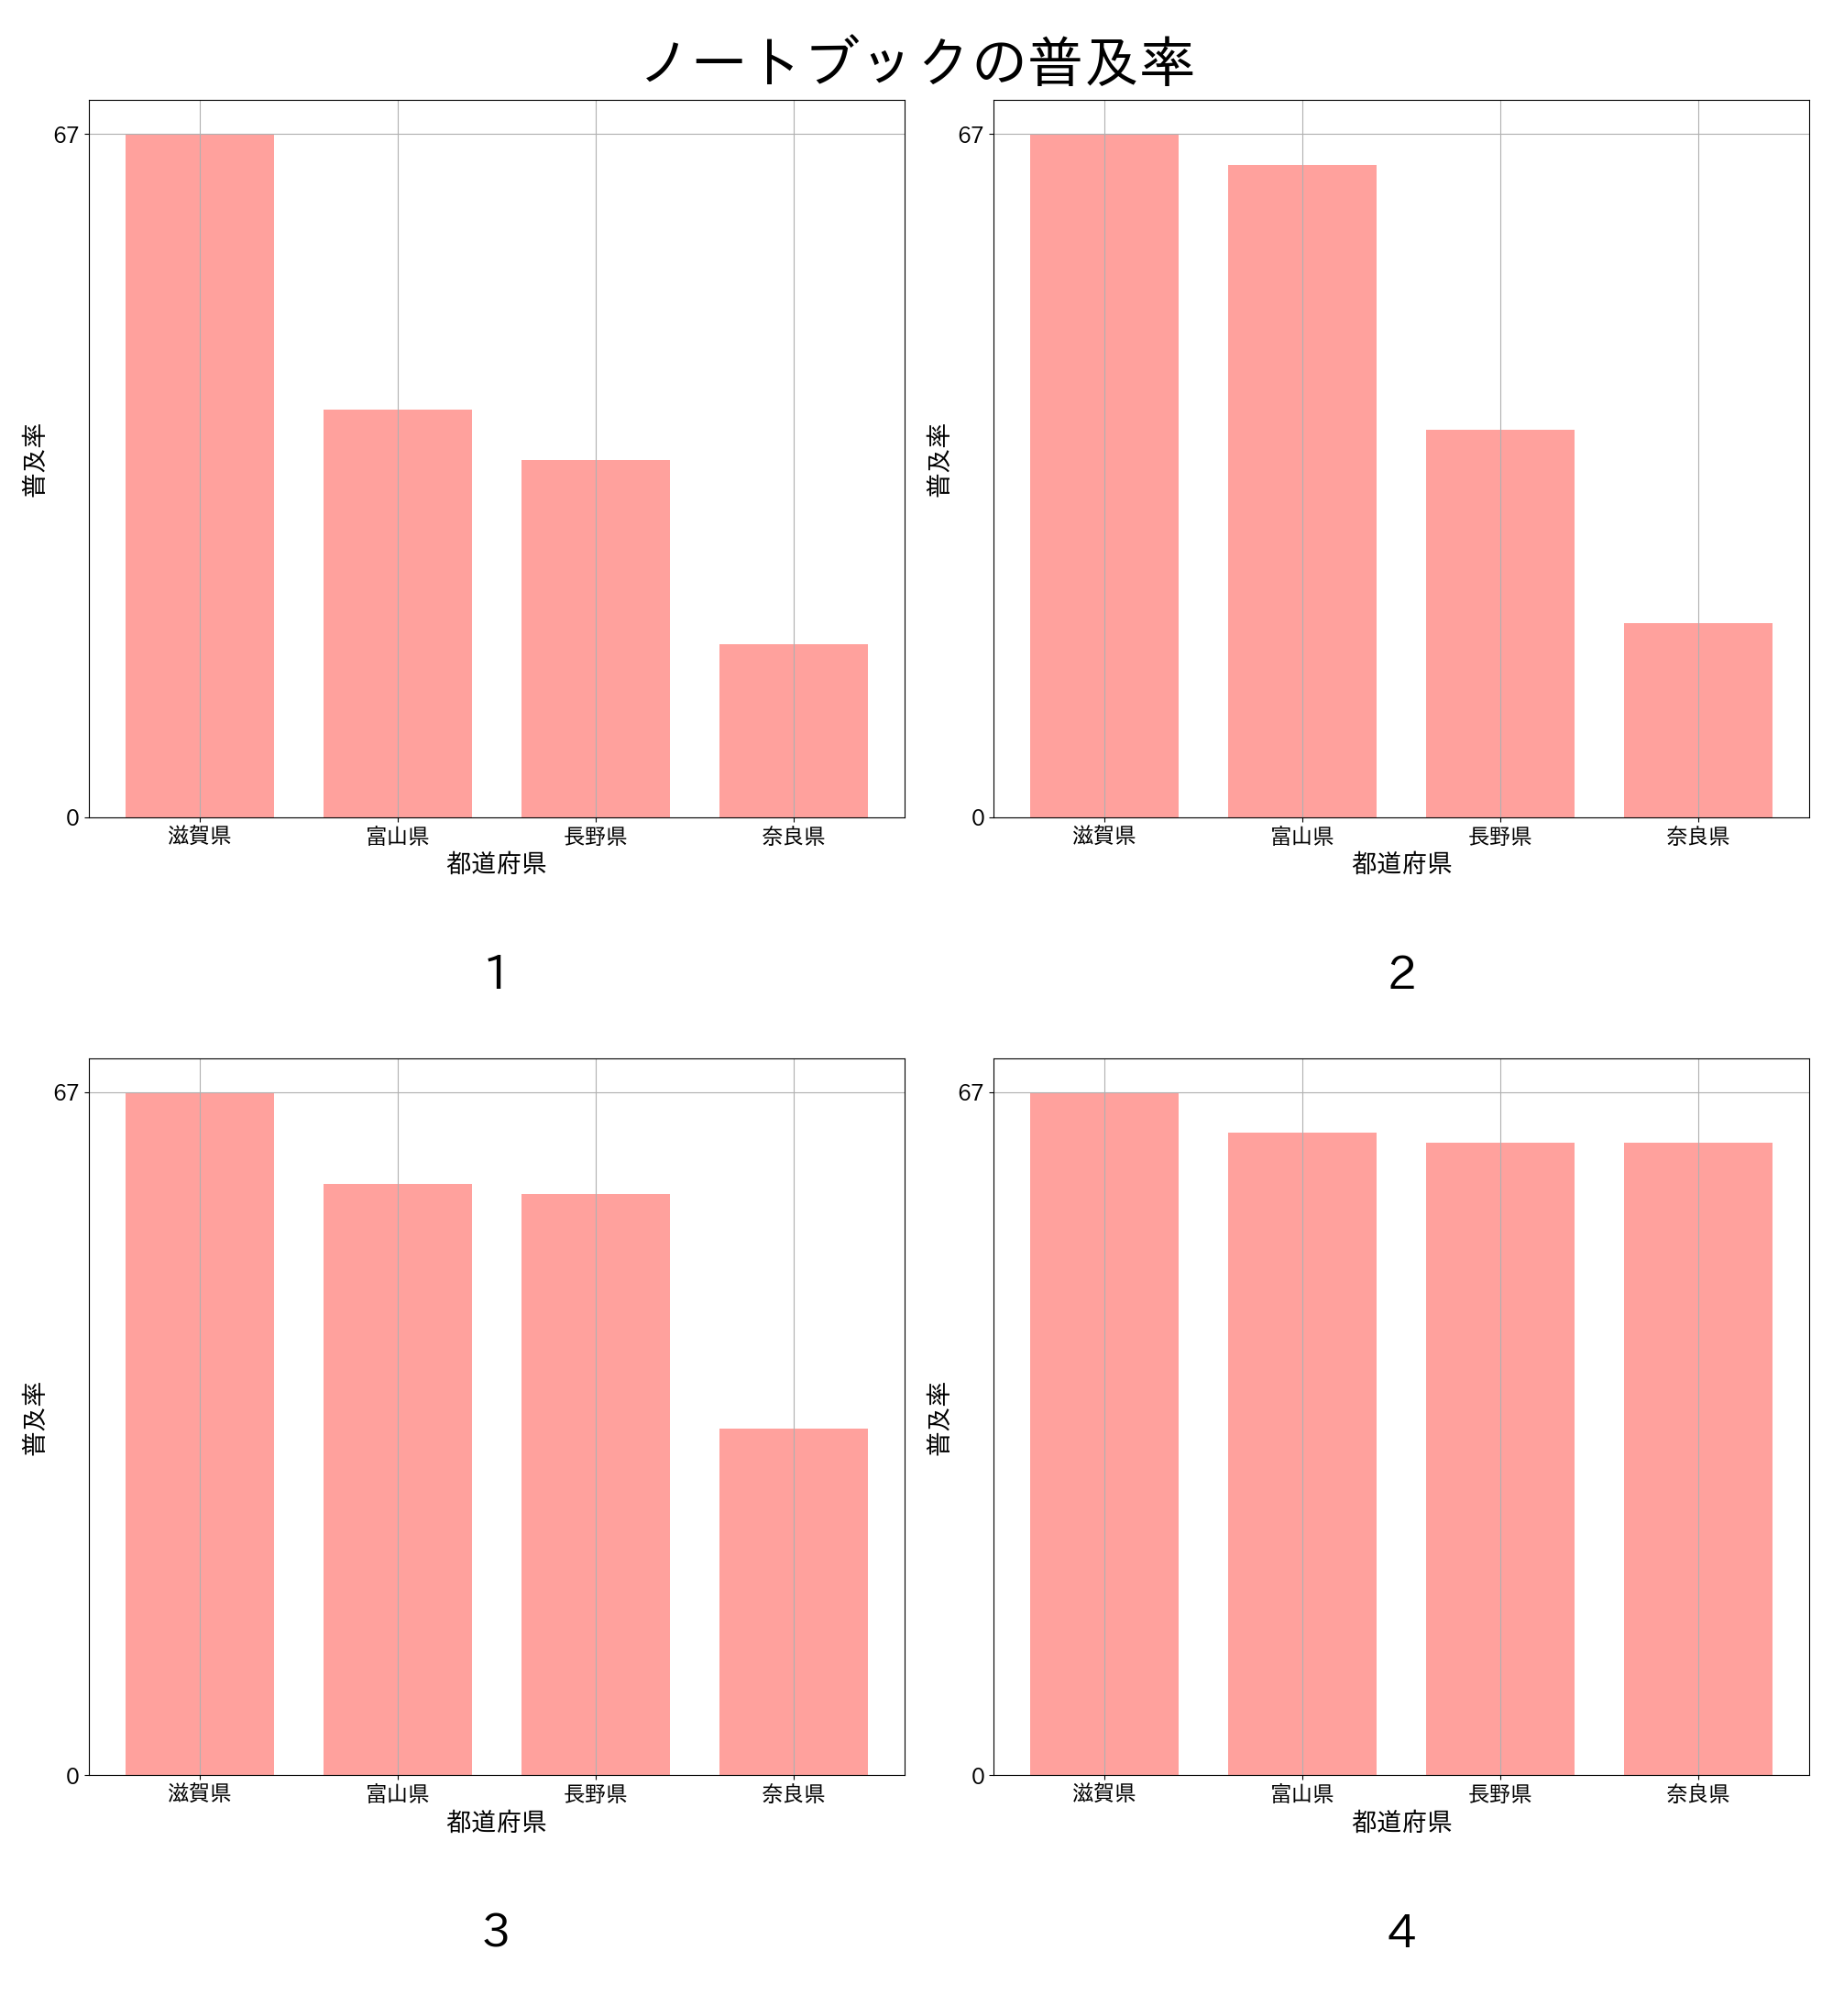 ノートブックの普及率
67
0
普及率
滋賀県 富山県 長野県 奈良県
都道府県
1
67
0
普及率
滋賀県 富山県 長野県 奈良県
都道府県
2
67
0
普及率
滋賀県 富山県 長野県 奈良県
都道府県
3
67
0
普及率
滋賀県 富山県 長野県 奈良県
都道府県
4